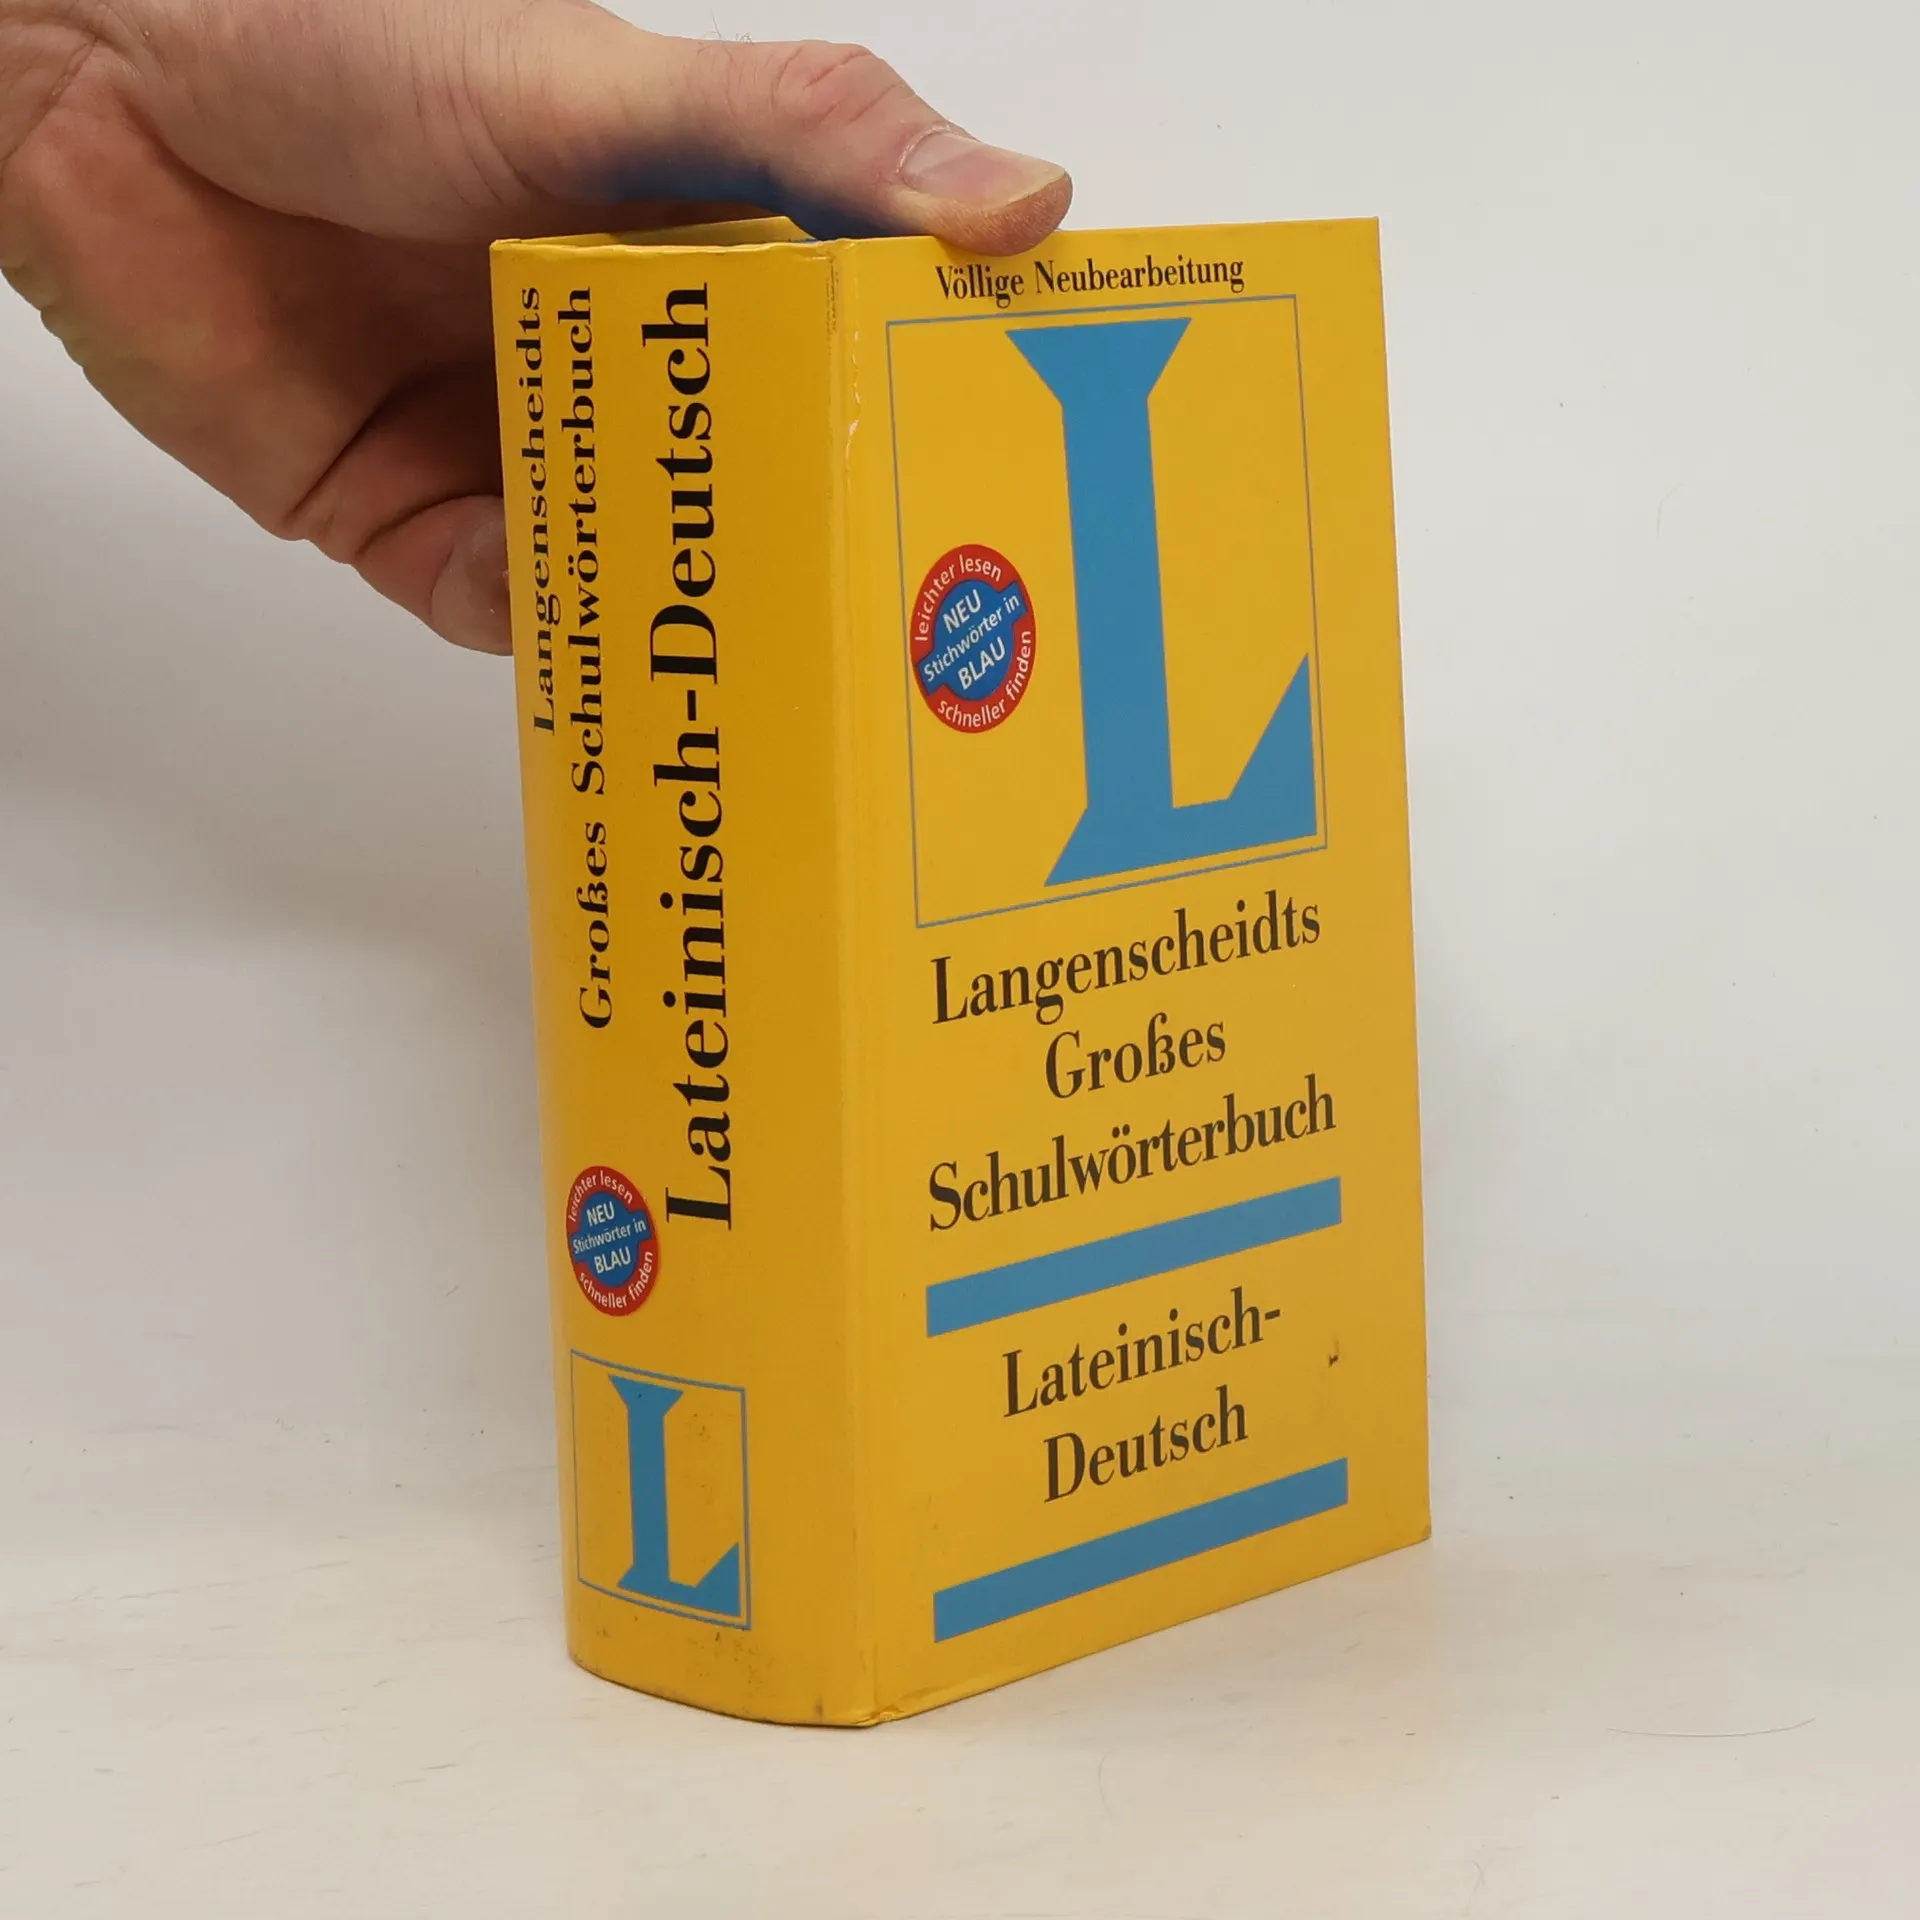 Langenscheidts
Großes Schulwörterbuch
Lateinisch-Deutsch
leichter lesen
NEU
Stichwörter in
BLAU
schneller finden
L
Völlige Neubearbeitung
L
leichter lesen
NEU
Stichwörter in
BLAU
schneller finden
Langenscheidts
Großes
Schulwörterbuch
Lateinisch-
Deutsch